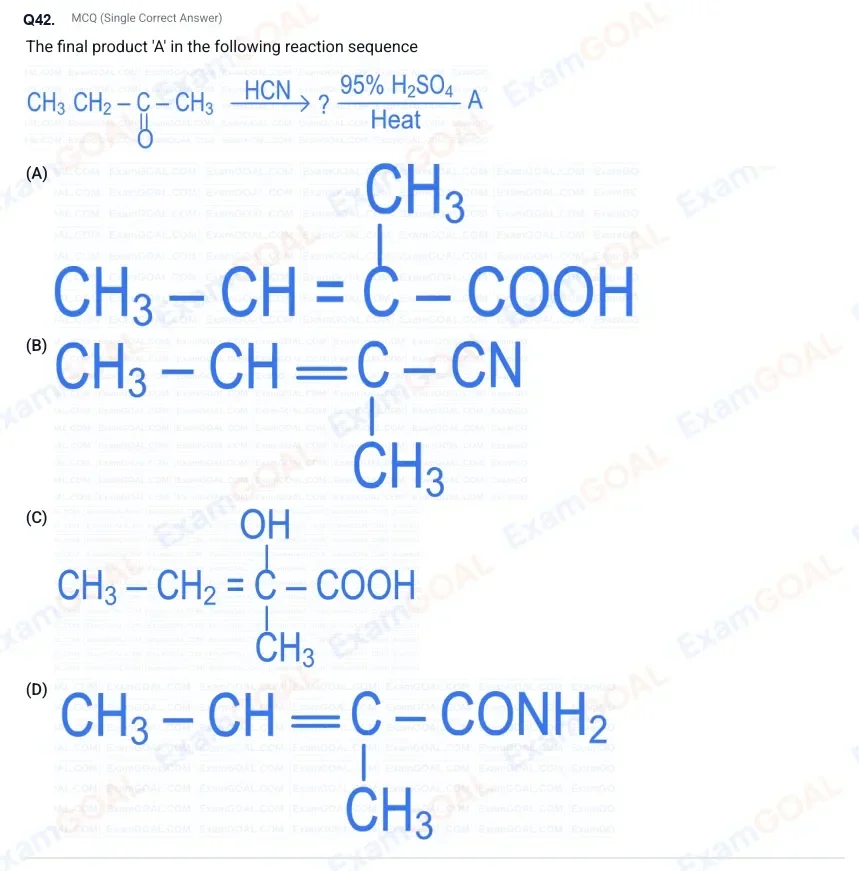 Q42. MCQ (Single Correct Answer)
The final product 'A' in the following reaction sequence
CH₃ CH₂ – C – CH₃ HCN → ? 95% H₂SO₄ Heat A
||
O
(A)
CH₃
|
CH₃ – CH = C – COOH
(B)
CH₃ – CH = C – CN
|
CH₃
(C)
OH
|
CH₃ – CH₂ = C – COOH
|
CH₃
(D)
CH₃ – CH = C – CONH₂
|
CH₃
ExamGOAL